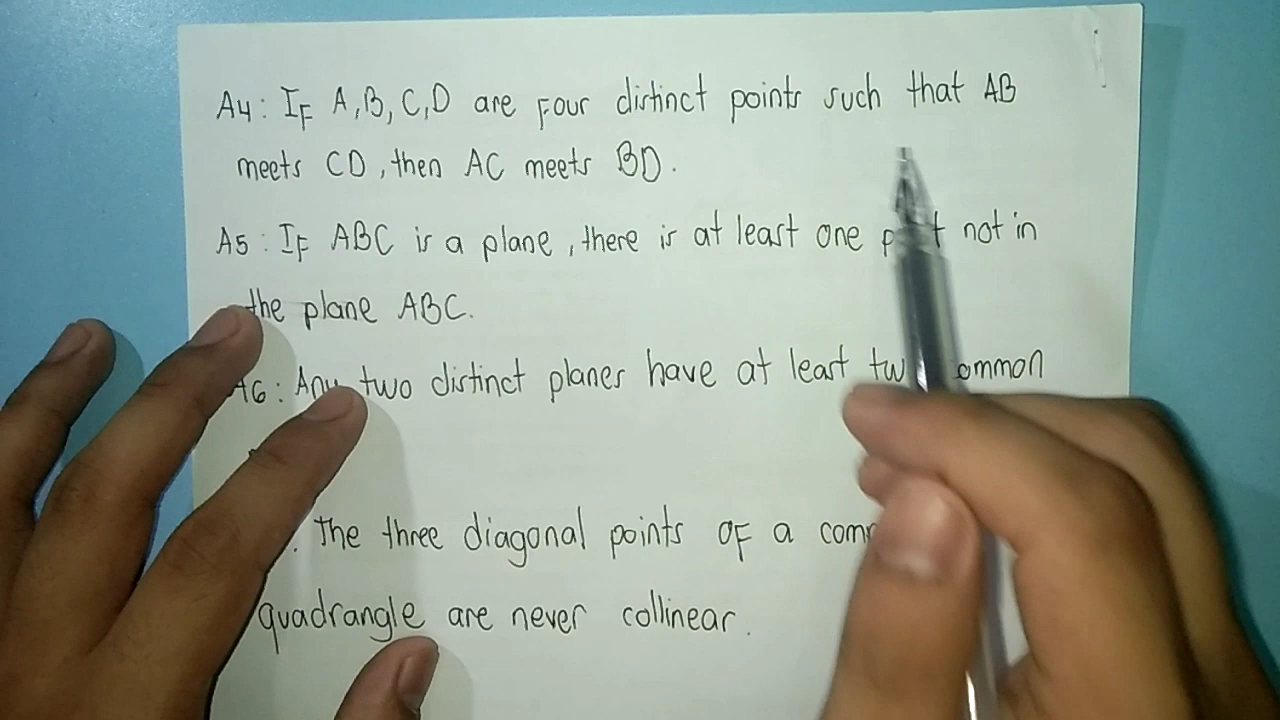 A4: IF A,B,C,D are FOUR distinct points such that AB
meets CD, then AC meets BD.
A5: IF ABC is a plane, there is at least one not in
the plane ABC.
A6: Any two distinct planes have at least
The three diagonal points OF a
quadrangle are never collinear.